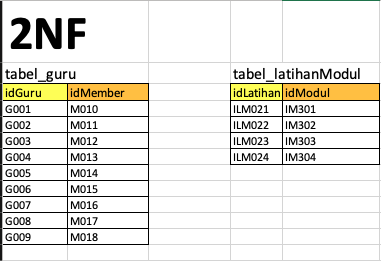 2NF
tabel_guru tabel_latihanModul
idGuru idMember idLatihan idModul
G001 M010 ILM021 IM301
G002 M011 ILM022 IM302
G003 M012 ILM023 IM303
G004 M013 ILM024 IM304
G005 M014
G006 M015
G007 M016
G008 M017
G009 M018